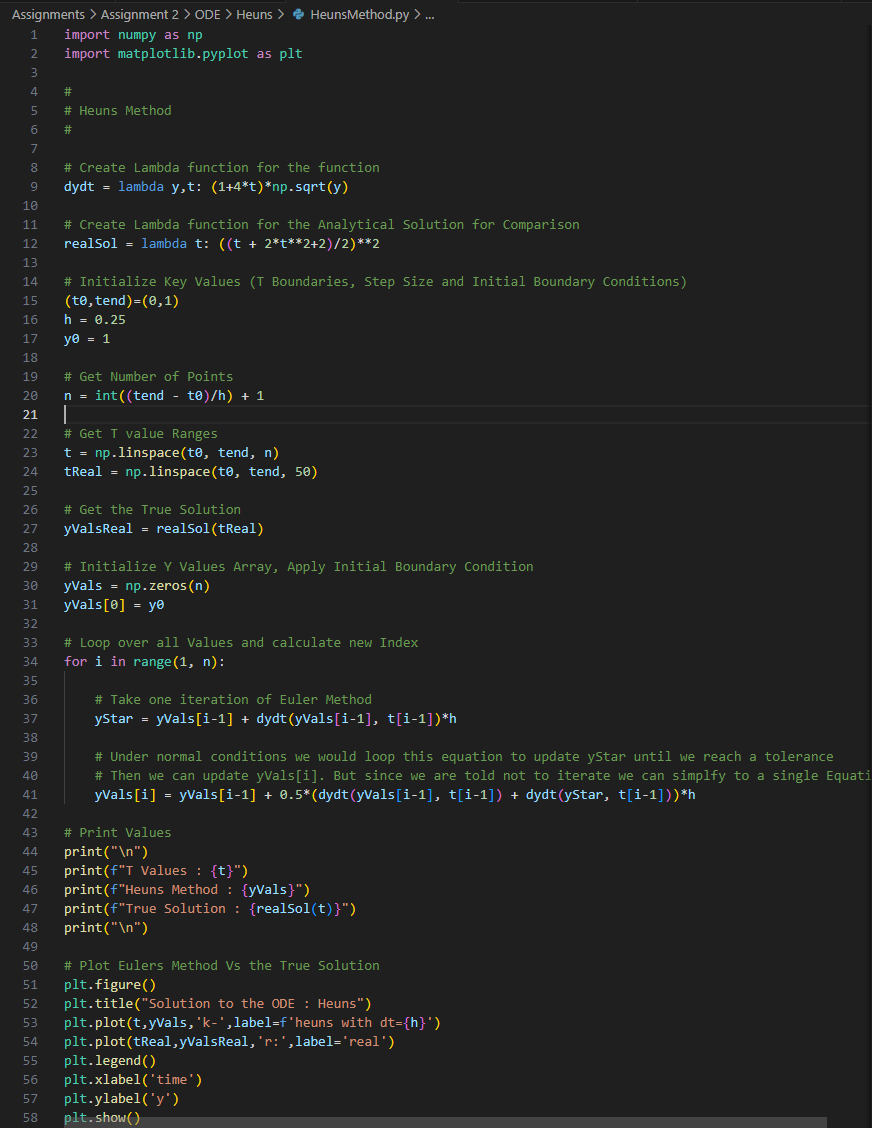 Assignments > Assignment 2 > ODE > Heuns > HeunsMethod.py > ...
1 import numpy as np
2 import matplotlib.pyplot as plt
3
4 #
5 # Heuns Method
6 #
7
8 # Create Lambda function for the function
9 dydt = lambda y,t: (1+4*t)*np.sqrt(y)
10
11 # Create Lambda function for the Analytical Solution for Comparison
12 realSol = lambda t: ((t + 2*t**2+2)/2)**2
13
14 # Initialize Key Values (T Boundaries, Step Size and Initial Boundary Conditions)
15 (t0,tend)=(0,1)
16 h = 0.25
17 y0 = 1
18
19 # Get Number of Points
20 n = int((tend - t0)/h) + 1
21
22 # Get T value Ranges
23 t = np.linspace(t0, tend, n)
24 tReal = np.linspace(t0, tend, 50)
25
26 # Get the True Solution
27 yValsReal = realSol(tReal)
28
29 # Initialize Y Values Array, Apply Initial Boundary Condition
30 yVals = np.zeros(n)
31 yVals[0] = y0
32
33 # Loop over all Values and calculate new Index
34 for i in range(1, n):
35
36     # Take one iteration of Euler Method
37     yStar = yVals[i-1] + dydt(yVals[i-1], t[i-1])*h
38
39     # Under normal conditions we would loop this equation to update yStar until we reach a tolerance
40     # Then we can update yVals[i]. But since we are told not to iterate we can simplfy to a single Equati
41     yVals[i] = yVals[i-1] + 0.5*(dydt(yVals[i-1], t[i-1]) + dydt(yStar, t[i-1]))*h
42
43 # Print Values
44 print("\n")
45 print(f"T Values : {t}")
46 print(f"Heuns Method : {yVals}")
47 print(f"True Solution : {realSol(t)}")
48 print("\n")
49
50 # Plot Eulers Method Vs the True Solution
51 plt.figure()
52 plt.title("Solution to the ODE : Heuns")
53 plt.plot(t,yVals,'k-',label=f'heuns with dt={h}')
54 plt.plot(tReal,yValsReal,'r:',label='real')
55 plt.legend()
56 plt.xlabel('time')
57 plt.ylabel('y')
58 plt.show()